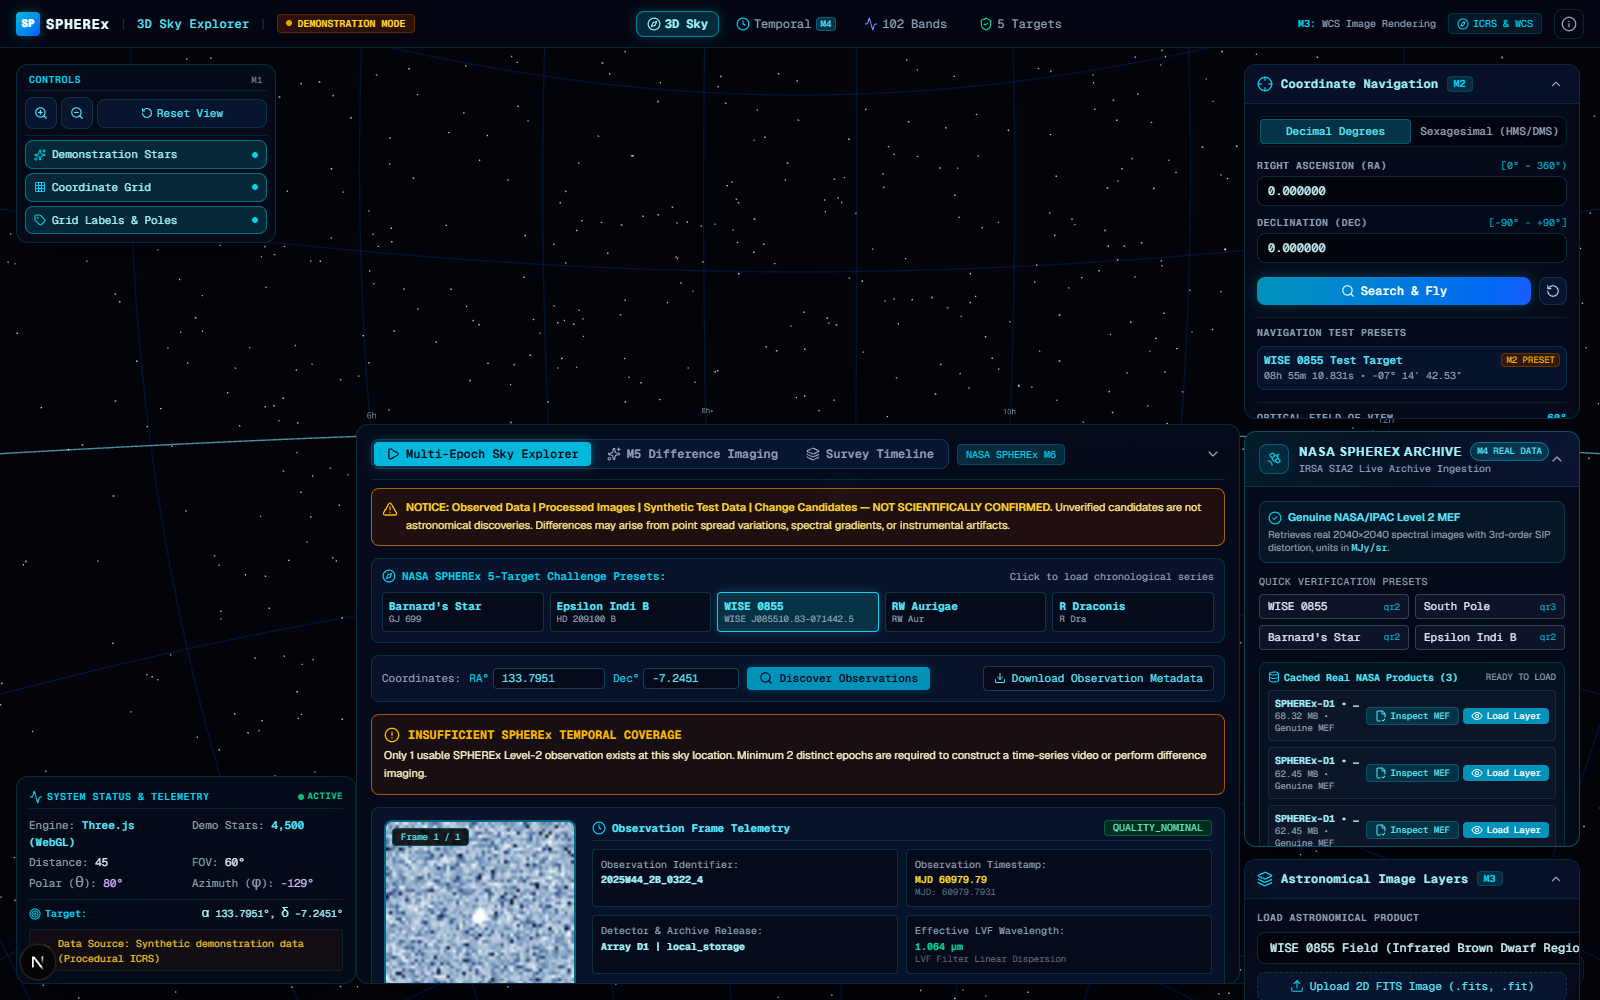 SP SPHEREx | 3D Sky Explorer | DEMONSTRATION MODE
3D Sky
Temporal M4
102 Bands
5 Targets
M3: WCS Image Rendering
ICRS & WCS
CONTROLS M1
Reset View
Demonstration Stars
Coordinate Grid
Grid Labels & Poles
6h
8h
10h
12h
Coordinate Navigation M2
Decimal Degrees
Sexagesimal (HMS/DMS)
RIGHT ASCENSION (RA) [0° – 360°)
0.000000
DECLINATION (DEC) [-90° – +90°]
0.000000
Search & Fly
NAVIGATION TEST PRESETS
WISE 0855 Test Target M2 PRESET
08h 55m 10.831s • -07° 14' 42.53"
OPTICAL FIELD OF VIEW 60°
Multi-Epoch Sky Explorer
M5 Difference Imaging
Survey Timeline
NASA SPHEREx M6
NOTICE: Observed Data | Processed Images | Synthetic Test Data | Change Candidates — NOT SCIENTIFICALLY CONFIRMED. Unverified candidates are not
astronomical discoveries. Differences may arise from point spread variations, spectral gradients, or instrumental artifacts.
NASA SPHEREx 5-Target Challenge Presets: Click to load chronological series
Barnard's Star
GJ 699
Epsilon Indi B
HD 209100 B
WISE 0855
WISE J085510.83-071442.5
RW Aurigae
RW Aur
R Draconis
R Dra
Coordinates: RA° 133.7951 Dec° -7.2451
Discover Observations
Download Observation Metadata
INSUFFICIENT SPHEREx TEMPORAL COVERAGE
Only 1 usable SPHEREx Level-2 observation exists at this sky location. Minimum 2 distinct epochs are required to construct a time-series video or perform difference
imaging.
Frame 1 / 1
Observation Frame Telemetry QUALITY_NOMINAL
Observation Identifier:
2025W44_2B_0322_4
Observation Timestamp:
MJD 60979.79
MJD: 60979.7931
Detector & Archive Release:
Array D1 | local_storage
Effective LVF Wavelength:
1.064 μm
LVF Filter Linear Dispersion
NASA SPHEREX ARCHIVE M4 REAL DATA
IRSA SIA2 Live Archive Ingestion
Genuine NASA/IPAC Level 2 MEF
Retrieves real 2040×2040 spectral images with 3rd-order SIP
distortion, units in MJy/sr.
QUICK VERIFICATION PRESETS
WISE 0855 qr2
South Pole qr3
Barnard's Star qr2
Epsilon Indi B qr2
Cached Real NASA Products (3) READY TO LOAD
SPHEREx-D1 • …
68.32 MB •
Genuine MEF
Inspect MEF
Load Layer
SPHEREx-D1 • …
62.45 MB •
Genuine MEF
Inspect MEF
Load Layer
SPHEREx-D1 • …
62.45 MB •
Genuine MEF
Inspect MEF
Load Layer
Astronomical Image Layers M3
LOAD ASTRONOMICAL PRODUCT
WISE 0855 Field (Infrared Brown Dwarf Regio
Upload 2D FITS Image (.fits, .fit)
SYSTEM STATUS & TELEMETRY ACTIVE
Engine: Three.js
(WebGL)
Demo Stars: 4,500
Distance: 45
FOV: 60°
Polar (θ): 80°
Azimuth (φ): -129°
Target: α 133.7951°, δ -7.2451°
Data Source: Synthetic demonstration data
(Procedural ICRS)
N